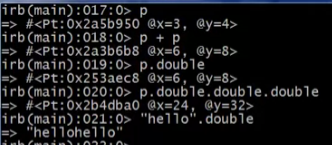 irb(main):017:0> p
=> #<Pt:0x2a5b950 @x=3, @y=4>
irb(main):018:0> p + p
=> #<Pt:0x2a3b6b8 @x=6, @y=8>
irb(main):019:0> p.double
=> #<Pt:0x253aec8 @x=6, @y=8>
irb(main):020:0> p.double.double.double
=> #<Pt:0x2b4dba0 @x=24, @y=32>
irb(main):021:0> "hello".double
=> "hellohello"